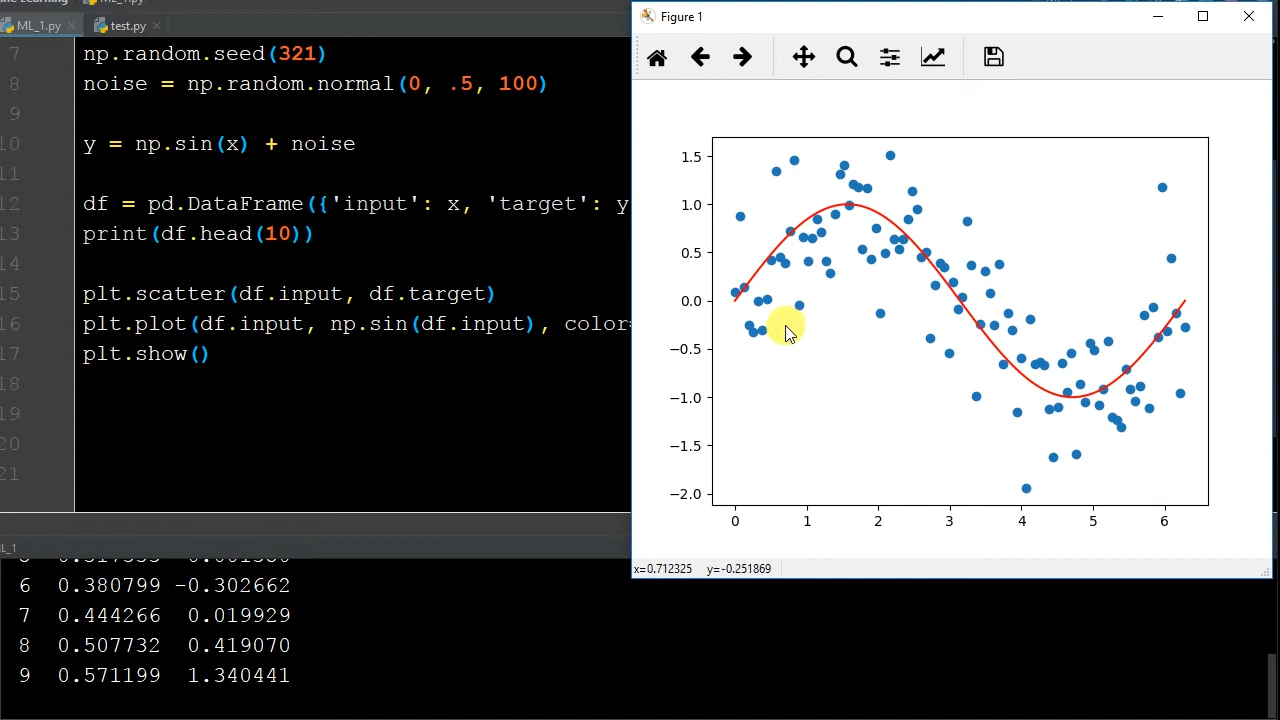 ML_1.py
test.py
7 np.random.seed(321)
8 noise = np.random.normal(0, .5, 100)
9
10 y = np.sin(x) + noise
11
12 df = pd.DataFrame({'input': x, 'target': y
13 print(df.head(10))
14
15 plt.scatter(df.input, df.target)
16 plt.plot(df.input, np.sin(df.input), color=
17 plt.show()
18
19
20
21
Figure 1
1.5
1.0
0.5
0.0
−0.5
−1.0
−1.5
−2.0
0 1 2 3 4 5 6
x=0.712325 y=-0.251869
6 0.380799 -0.302662
7 0.444266 0.019929
8 0.507732 0.419070
9 0.571199 1.340441